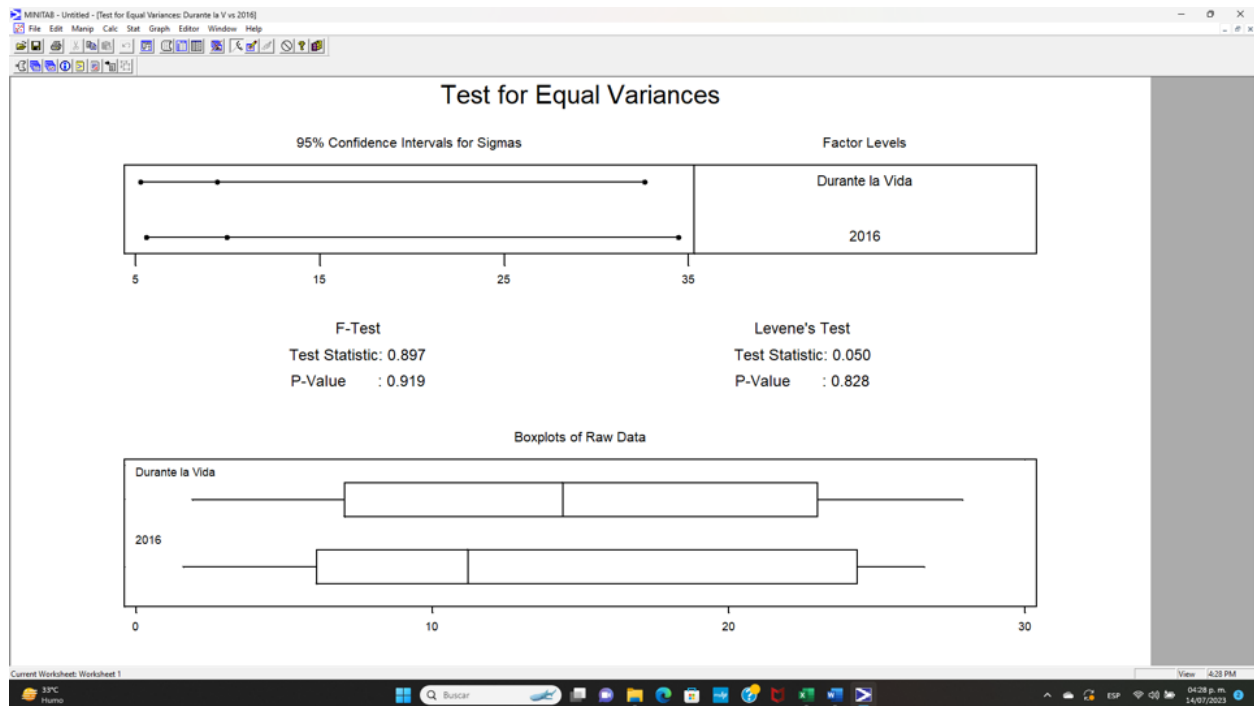 MINITAB - Untitled - [Test for Equal Variances: Durante la V vs 2016]
File Edit Manip Calc Stat Graph Editor Window Help
Test for Equal Variances
95% Confidence Intervals for Sigmas
Factor Levels
Durante la Vida
2016
5 15 25 35
F-Test
Levene's Test
Test Statistic: 0.897
Test Statistic: 0.050
P-Value : 0.919
P-Value : 0.828
Boxplots of Raw Data
Durante la Vida
2016
0 10 20 30
Current Worksheet: Worksheet 1
View 4:28 PM
33°C
Humo
Buscar
ESP
04:28 p. m.
14/07/2023